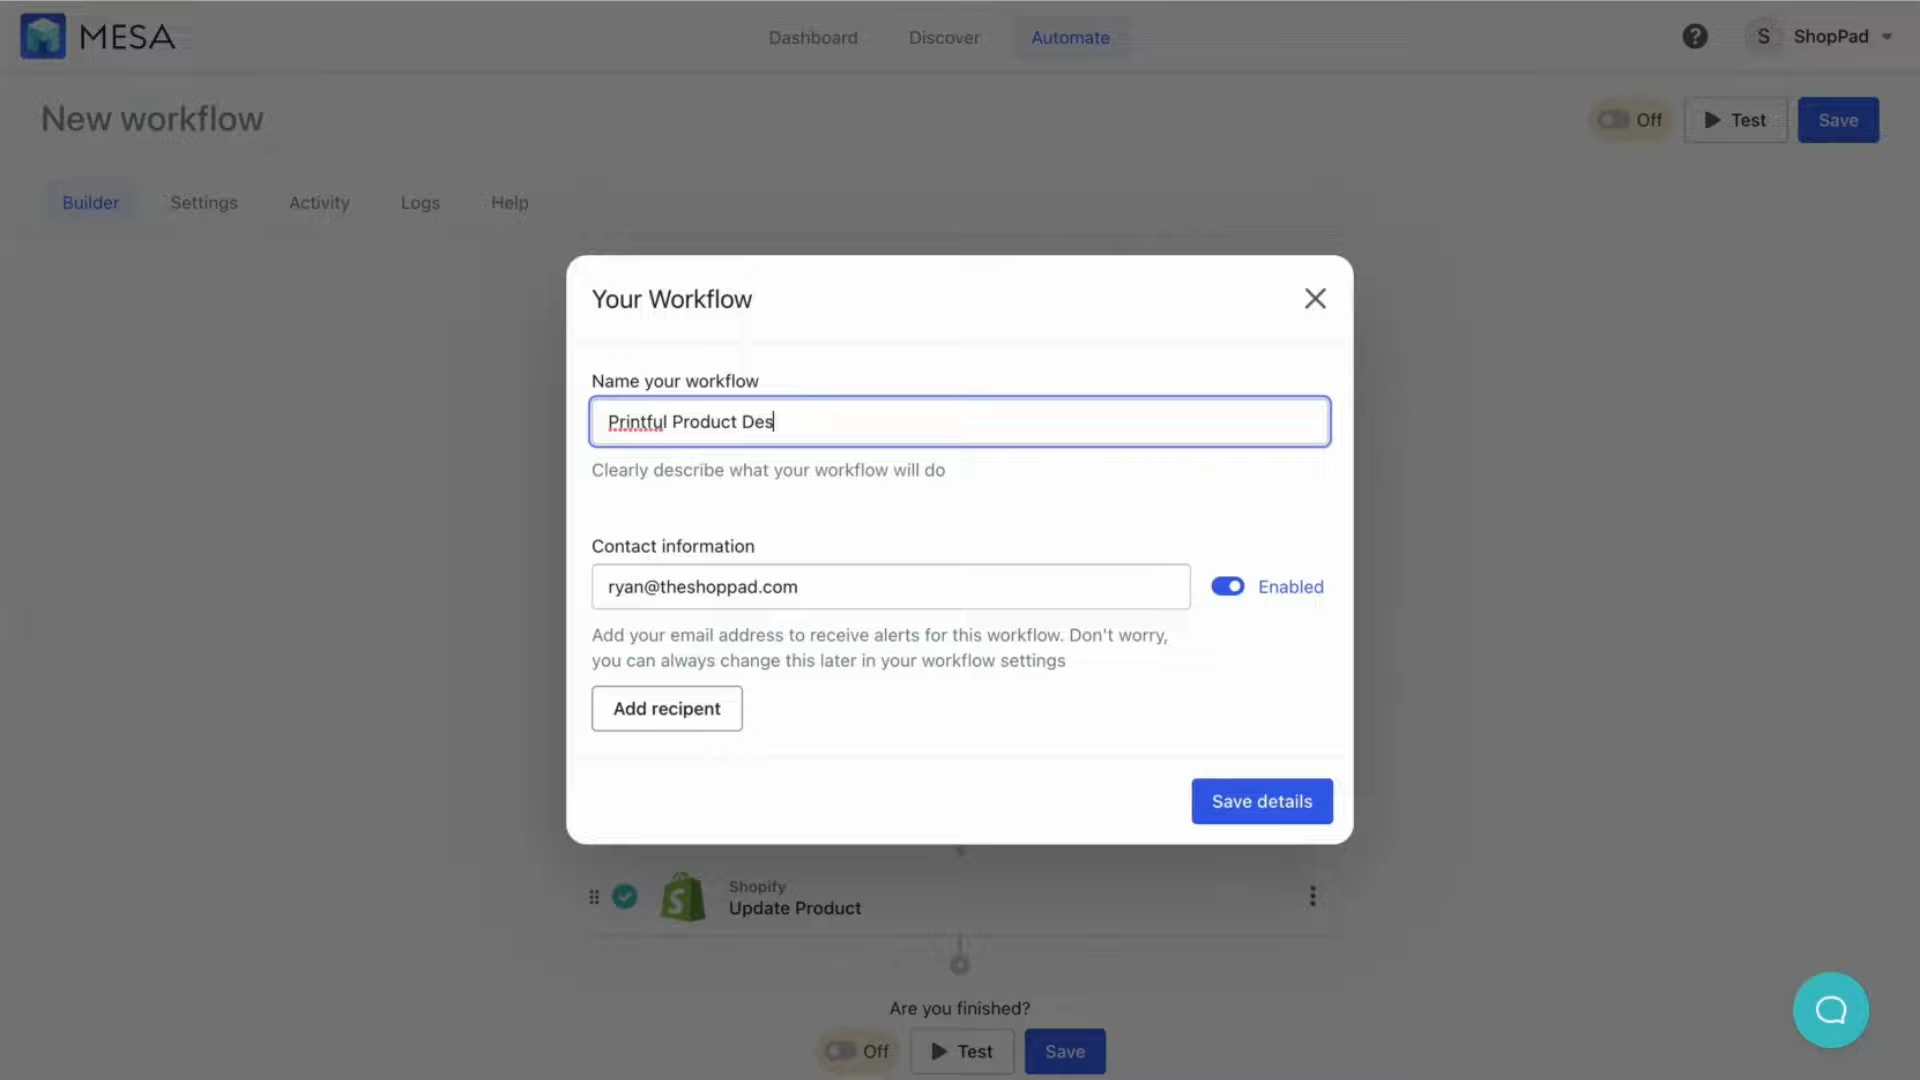 MESA
Dashboard
Discover
Automate
?
S
ShopPad
New workflow
Off
Test
Save
Builder
Settings
Activity
Logs
Help
Your Workflow
Name your workflow
Printful Product Des
Clearly describe what your workflow will do
Contact information
ryan@theshoppad.com
Enabled
Add your email address to receive alerts for this workflow. Don't worry,
you can always change this later in your workflow settings
Add recipent
Save details
Shopify
Update Product
Are you finished?
Off
Test
Save